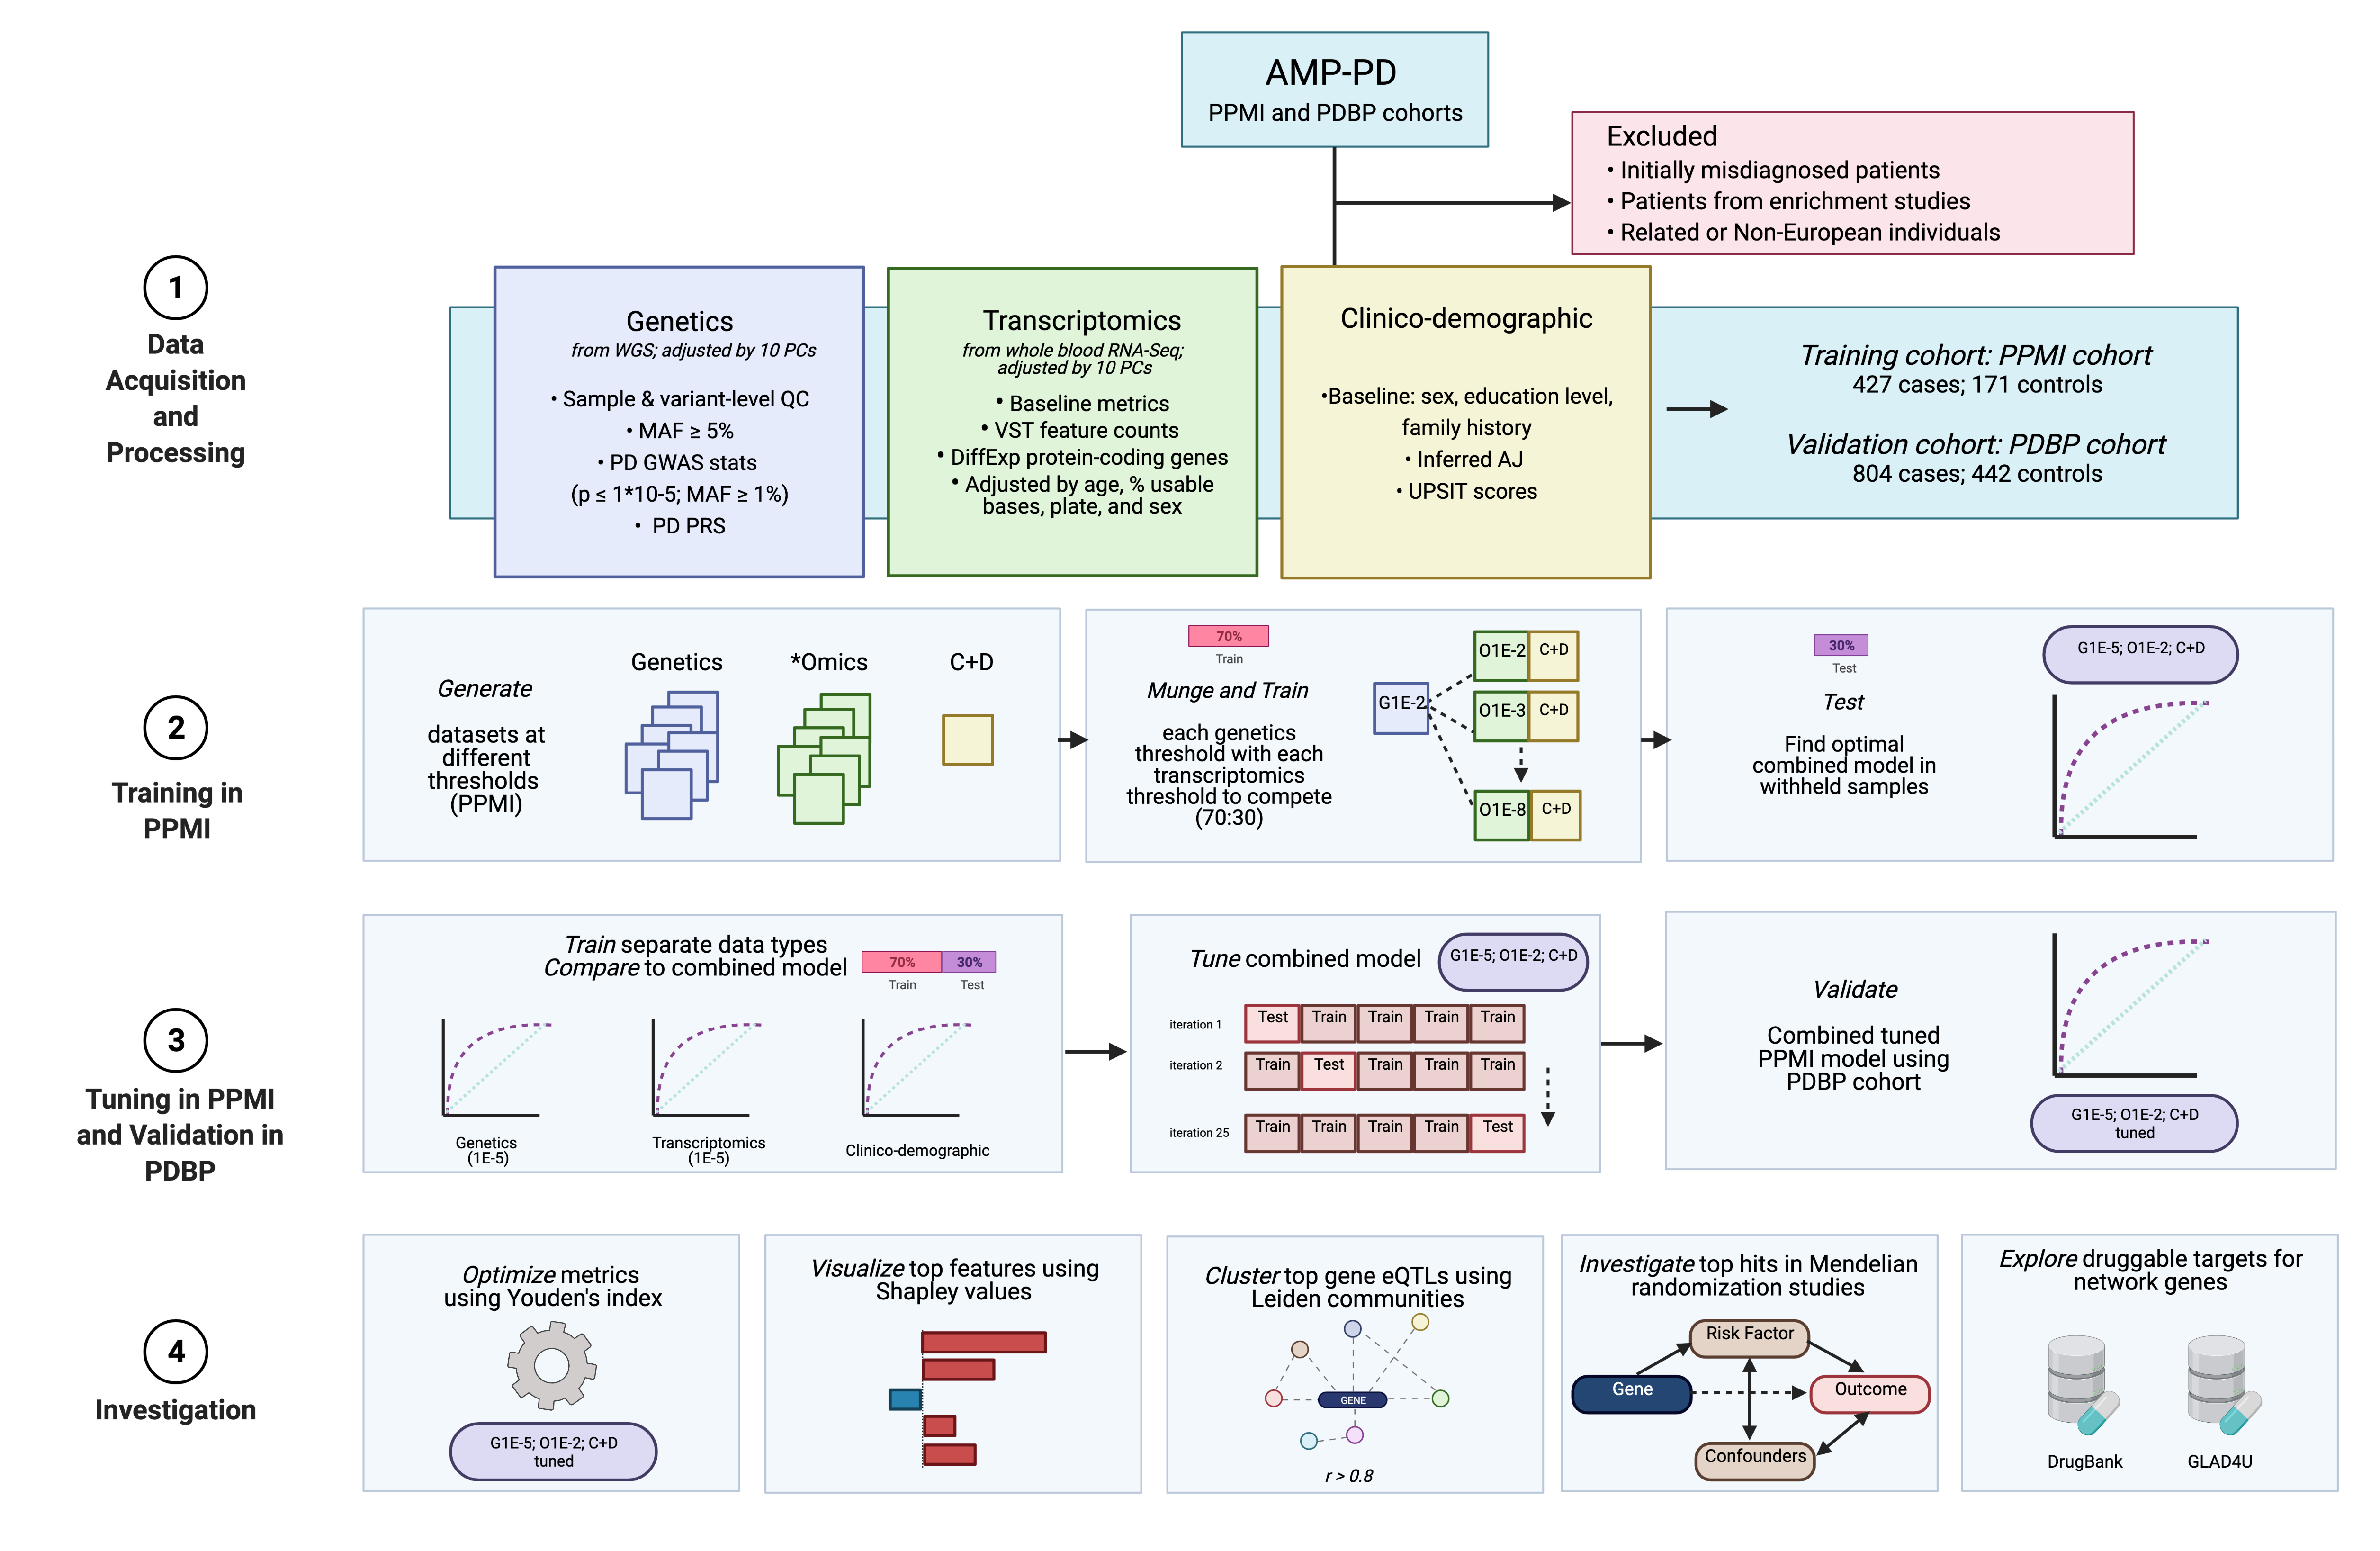 AMP-PD
PPMI and PDBP cohorts
Excluded
• Initially misdiagnosed patients
• Patients from enrichment studies
• Related or Non-European individuals
1
Data
Acquisition
and
Processing
Genetics
from WGS; adjusted by 10 PCs
• Sample & variant-level QC
• MAF ≥ 5%
• PD GWAS stats
(p ≤ 1*10-5; MAF ≥ 1%)
• PD PRS
Transcriptomics
from whole blood RNA-Seq;
adjusted by 10 PCs
• Baseline metrics
• VST feature counts
• DiffExp protein-coding genes
• Adjusted by age, % usable
bases, plate, and sex
Clinico-demographic
•Baseline: sex, education level,
family history
• Inferred AJ
• UPSIT scores
Training cohort: PPMI cohort
427 cases; 171 controls
Validation cohort: PDBP cohort
804 cases; 442 controls
2
Training in
PPMI
Generate
datasets at
different
thresholds
(PPMI)
Genetics
*Omics
C+D
70%
Train
Munge and Train
each genetics
threshold with each
transcriptomics
threshold to compete
(70:30)
G1E-2
O1E-2
C+D
O1E-3
C+D
O1E-8
C+D
30%
Test
Test
Find optimal
combined model in
withheld samples
G1E-5; O1E-2; C+D
3
Tuning in PPMI
and Validation in
PDBP
Train separate data types
Compare to combined model
70%
30%
Train
Test
Genetics
(1E-5)
Transcriptomics
(1E-5)
Clinico-demographic
Tune combined model
G1E-5; O1E-2; C+D
iteration 1
Test Train Train Train Train
iteration 2
Train Test Train Train Train
iteration 25
Train Train Train Train Test
Validate
Combined tuned
PPMI model using
PDBP cohort
G1E-5; O1E-2; C+D
tuned
4
Investigation
Optimize metrics
using Youden's index
G1E-5; O1E-2; C+D
tuned
Visualize top features using
Shapley values
Cluster top gene eQTLs using
Leiden communities
GENE
r > 0.8
Investigate top hits in Mendelian
randomization studies
Risk Factor
Gene
Outcome
Confounders
Explore druggable targets for
network genes
DrugBank
GLAD4U